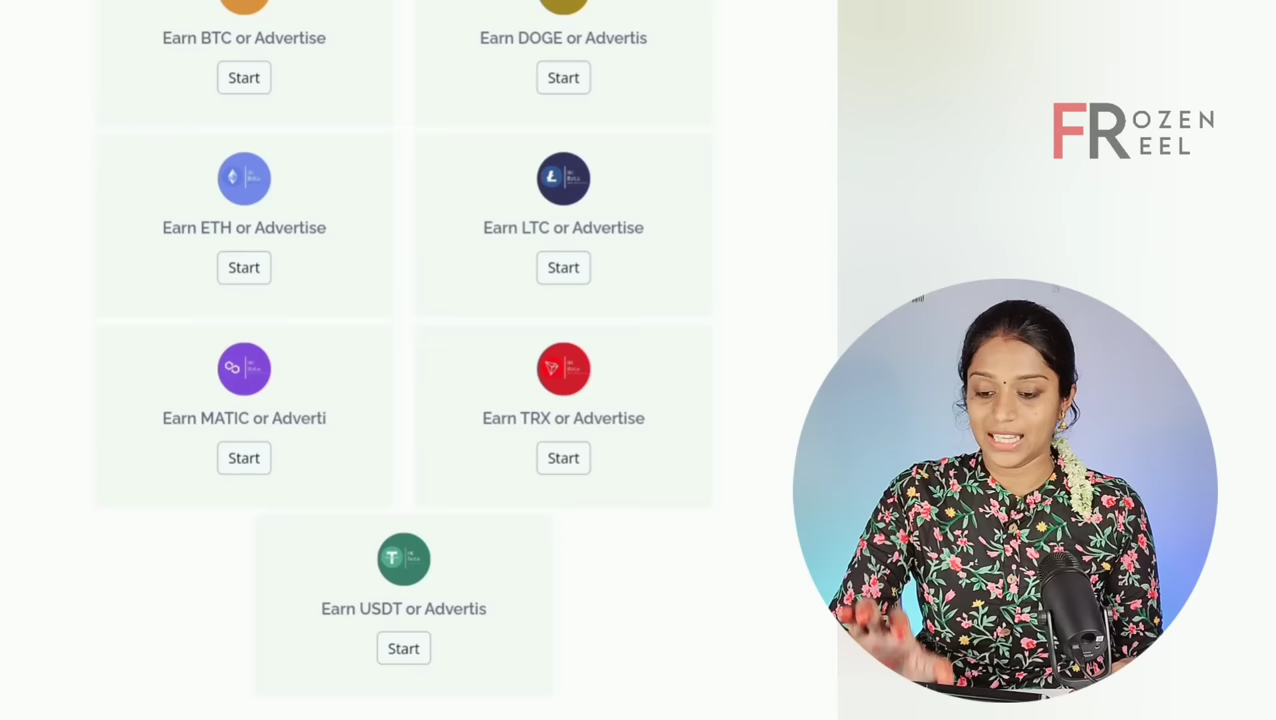 Earn BTC or Advertise
Start
Earn DOGE or Advertis
Start
Earn ETH or Advertise
Start
Earn LTC or Advertise
Start
Earn MATIC or Adverti
Start
Earn TRX or Advertise
Start
Earn USDT or Advertis
Start
FROZEN
REEL